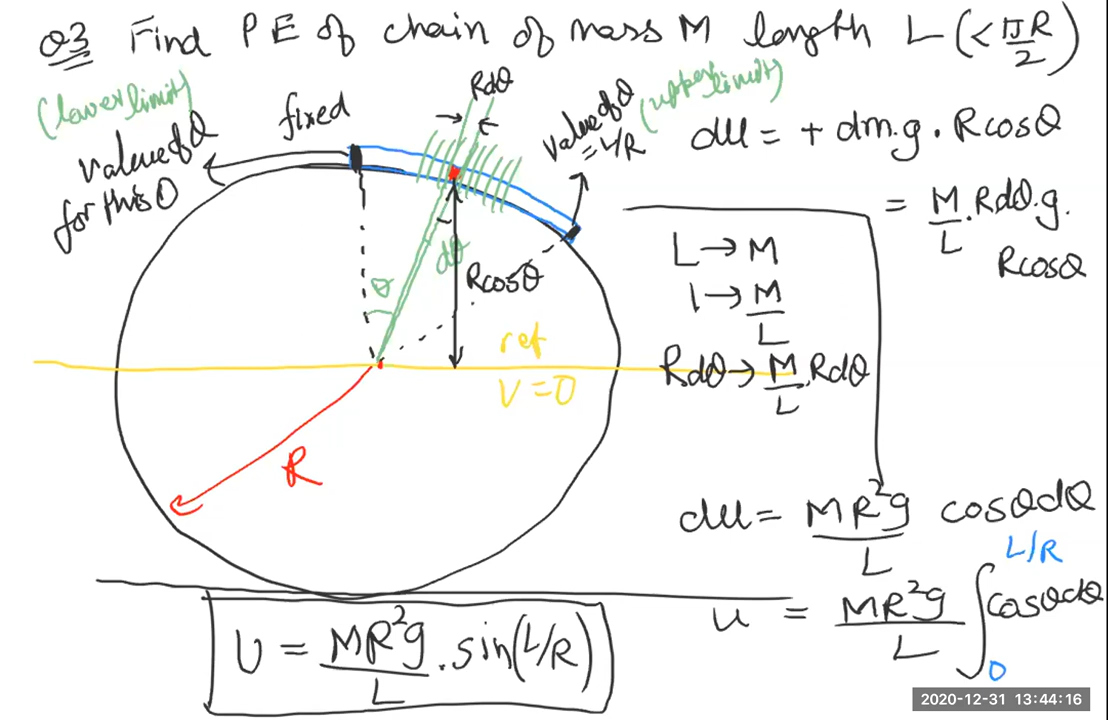 Q3 Find PE of chain of mass M length L (< πR/2)
(lower limit)
value of θ
for this 0
fixed
Rdθ
value of θ
= L/R
(upper limit)
dU = + dm.g . Rcosθ
= M/L . Rdθ.g.
Rcosθ
L → M
1 → M/L
Rdθ → M/L . Rdθ
θ
dθ
Rcosθ
ref
V = 0
R
dU = MR²g/L cosθdθ
U = MR²g/L ∫₀^{L/R} cosθdθ
U = MR²g/L . sin(L/R)
2020-12-31 13:44:16